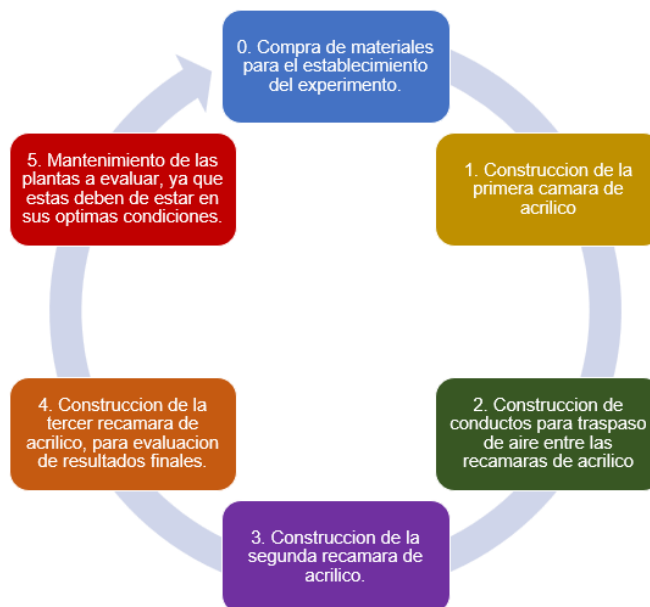 0. Compra de materiales
para el establecimiento
del experimento.
1. Construccion de la
primera camara de
acrilico
2. Construccion de
conductos para traspaso
de aire entre las
recamaras de acrilico
3. Construccion de la
segunda recamara de
acrilico.
4. Construccion de la
tercer recamara de
acrilico, para evaluacion
de resultados finales.
5. Mantenimiento de las
plantas a evaluar, ya que
estas deben de estar en
sus optimas condiciones.